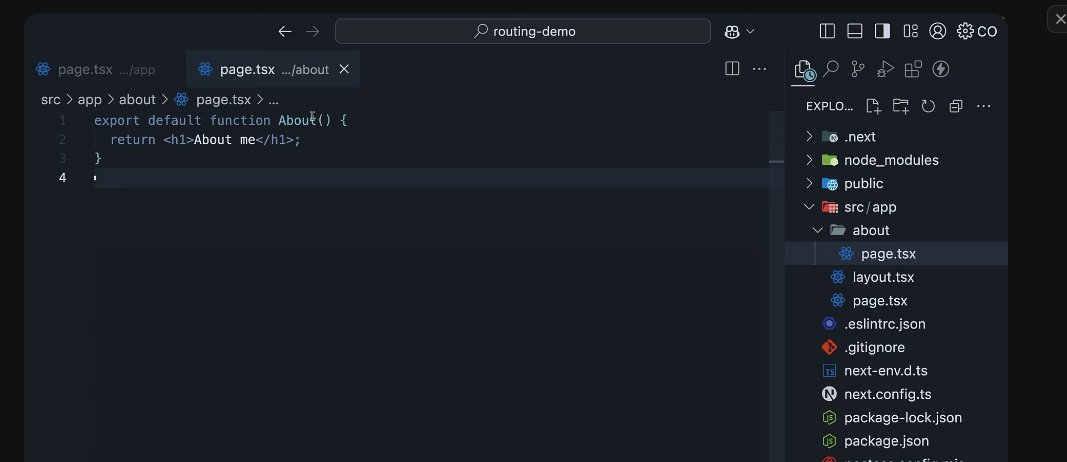 routing-demo
CO
page.tsx .../app
page.tsx .../about
src > app > about > page.tsx > ...
1 export default function About() {
2 return <h1>About me</h1>;
3 }
4
EXPLO...
.next
node_modules
public
src / app
about
page.tsx
layout.tsx
page.tsx
.eslintrc.json
.gitignore
TS next-env.d.ts
N next.config.ts
package-lock.json
package.json